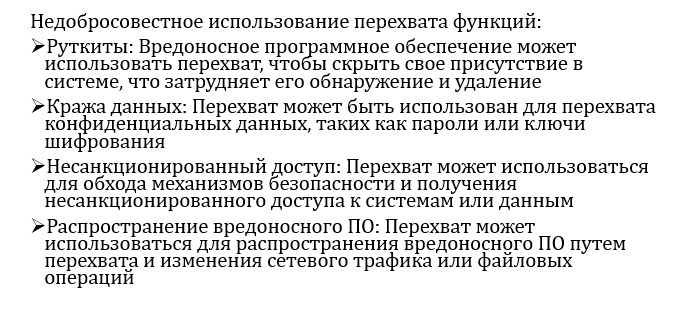 Недобросовестное использование перехвата функций:
➢Руткиты: Вредоносное программное обеспечение может
использовать перехват, чтобы скрыть свое присутствие в
системе, что затрудняет его обнаружение и удаление
➢Кража данных: Перехват может быть использован для перехвата
конфиденциальных данных, таких как пароли или ключи
шифрования
➢Несанкционированный доступ: Перехват может использоваться
для обхода механизмов безопасности и получения
несанкционированного доступа к системам или данным
➢Распространение вредоносного ПО: Перехват может
использоваться для распространения вредоносного ПО путем
перехвата и изменения сетевого трафика или файловых
операций